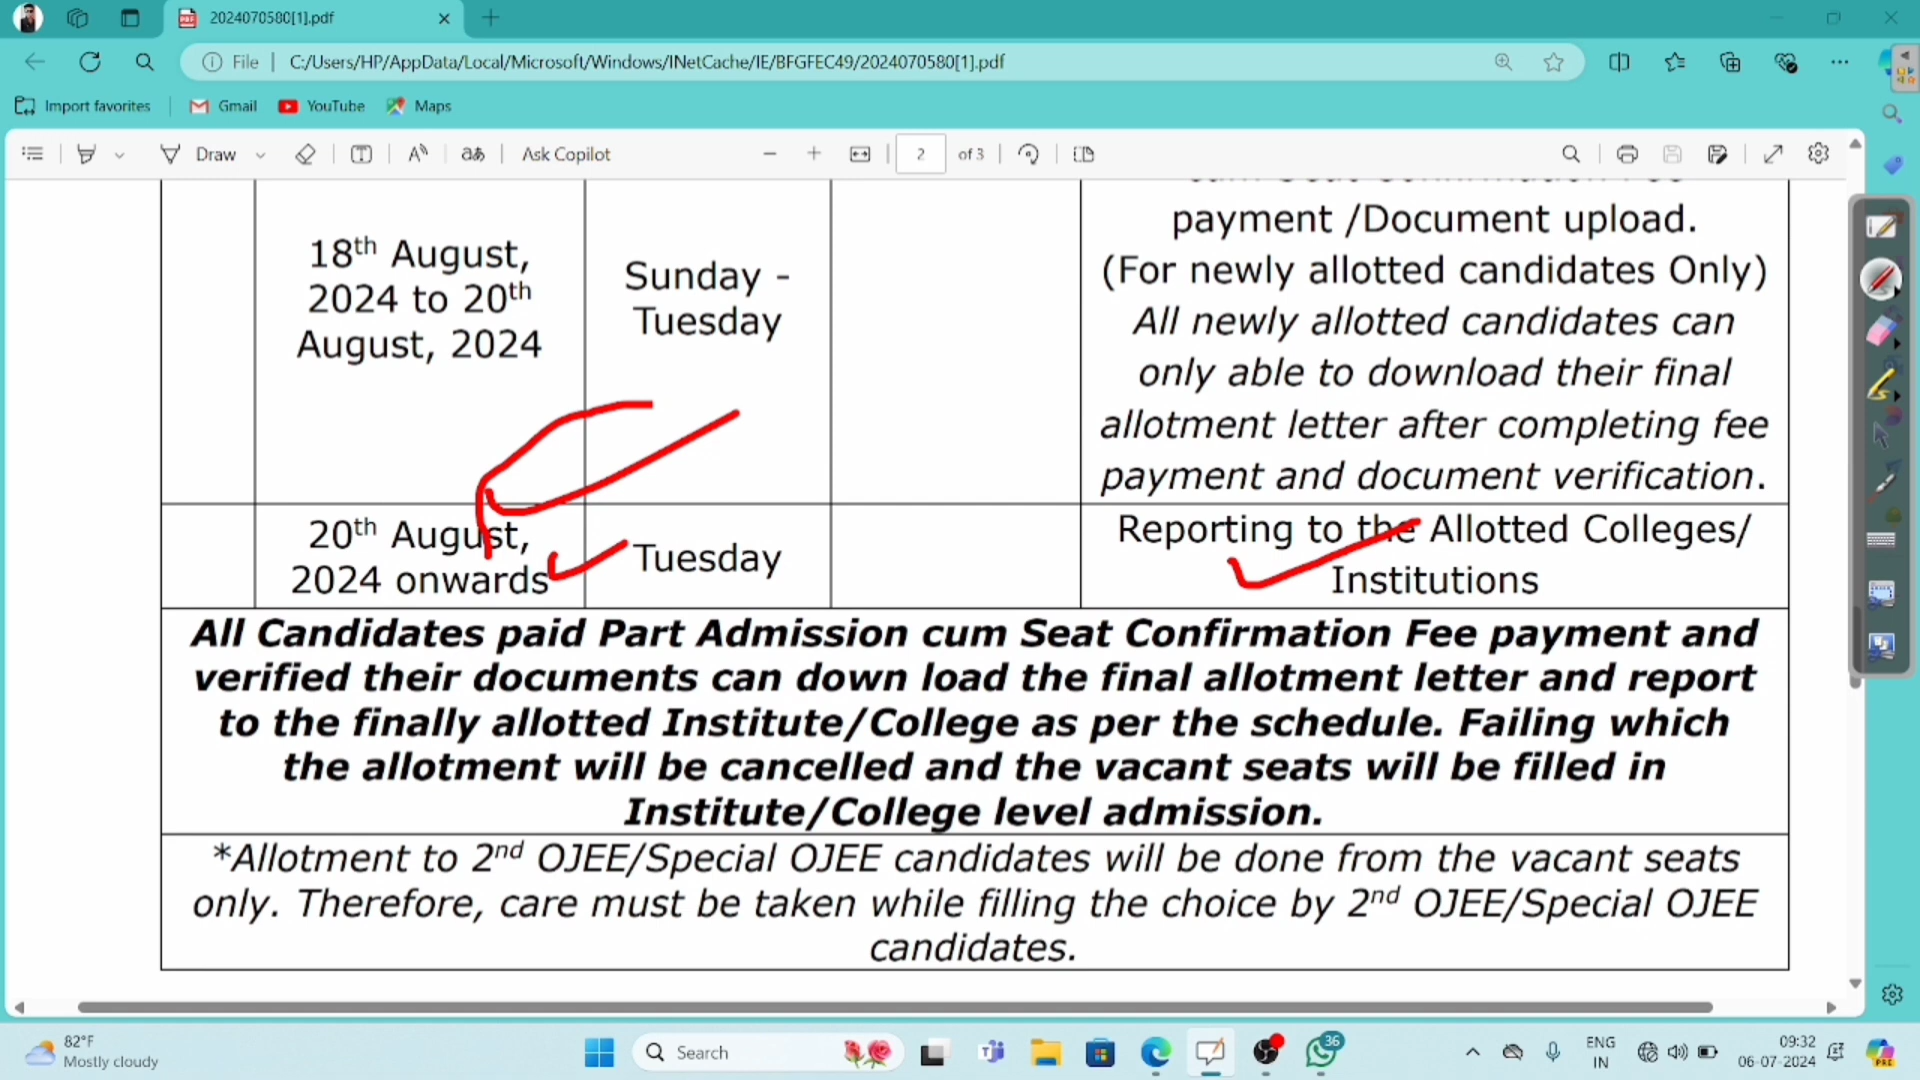 2024070580[1].pdf
File
C:/Users/HP/AppData/Local/Microsoft/Windows/INetCache/IE/BFGFEC49/2024070580[1].pdf
Import favorites
Gmail
YouTube
Maps
Draw
Ask Copilot
2 of 3
payment /Document upload.
(For newly allotted candidates Only)
All newly allotted candidates can
only able to download their final
allotment letter after completing fee
payment and document verification.
18th August,
2024 to 20th
August, 2024
Sunday -
Tuesday
20th August,
2024 onwards
Tuesday
Reporting to the Allotted Colleges/
Institutions
All Candidates paid Part Admission cum Seat Confirmation Fee payment and
verified their documents can down load the final allotment letter and report
to the finally allotted Institute/College as per the schedule. Failing which
the allotment will be cancelled and the vacant seats will be filled in
Institute/College level admission.
*Allotment to 2nd OJEE/Special OJEE candidates will be done from the vacant seats
only. Therefore, care must be taken while filling the choice by 2nd OJEE/Special OJEE
candidates.
82°F
Mostly cloudy
Search
36
ENG
IN
09:32
06-07-2024